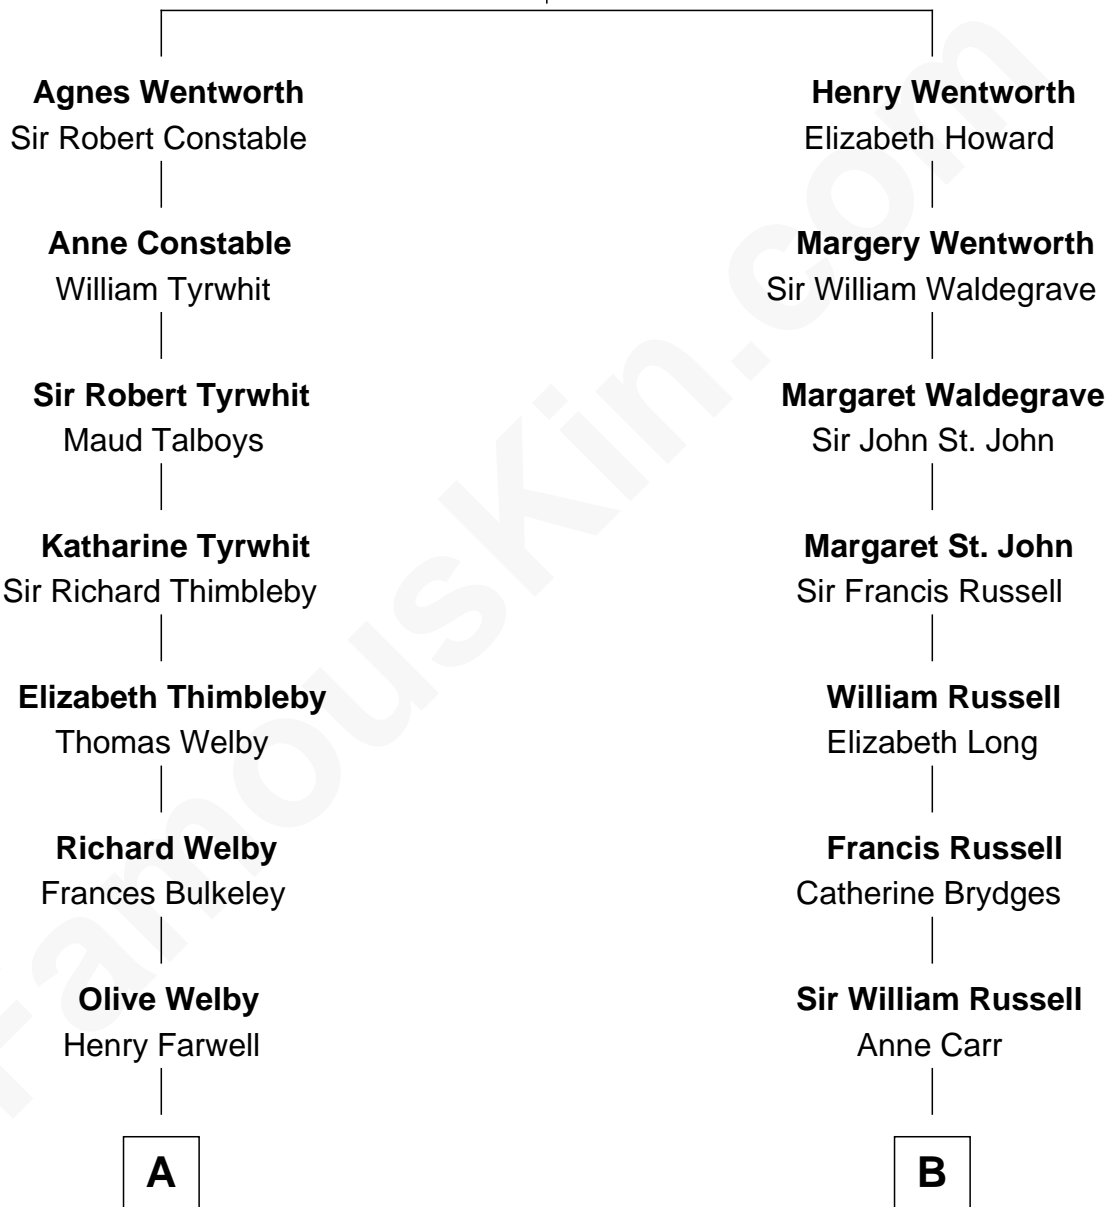 Agnes Wentworth
Sir Robert Constable
Anne Constable
William Tyrwhit
Sir Robert Tyrwhit
Maud Talboys
Katharine Tyrwhit
Sir Richard Thimbleby
Elizabeth Thimbleby
Thomas Welby
Richard Welby
Frances Bulkeley
Olive Welby
Henry Farwell
A
Henry Wentworth
Elizabeth Howard
Margery Wentworth
Sir William Waldegrave
Margaret Waldegrave
Sir John St. John
Margaret St. John
Sir Francis Russell
William Russell
Elizabeth Long
Francis Russell
Catherine Brydges
Sir William Russell
Anne Carr
B
FamousKin.com